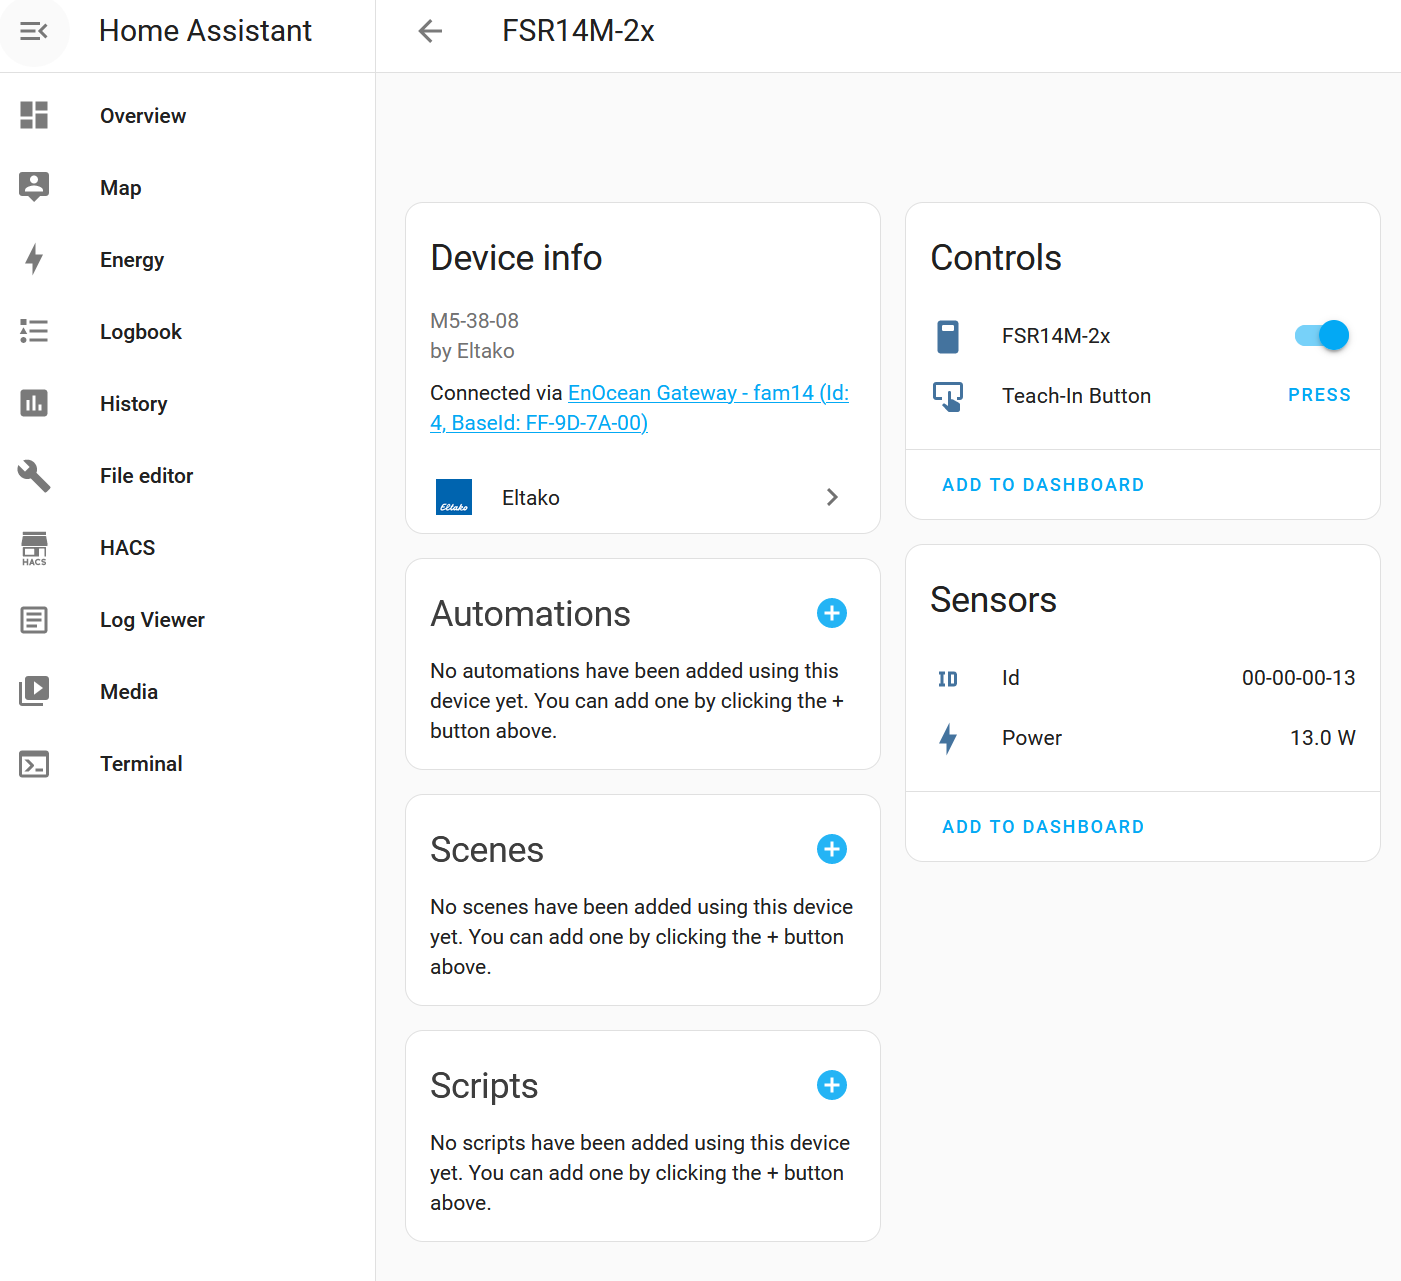 Home Assistant
FSR14M-2x
Overview
Map
Energy
Logbook
History
File editor
HACS
HACS
Log Viewer
Media
Terminal
Device info
M5-38-08
by Eltako
Connected via EnOcean Gateway - fam14 (Id:
4, BaseId: FF-9D-7A-00)
Eltako
Eltako
Automations
No automations have been added using this
device yet. You can add one by clicking the +
button above.
Scenes
No scenes have been added using this device
yet. You can add one by clicking the + button
above.
Scripts
No scripts have been added using this device
yet. You can add one by clicking the + button
above.
Controls
FSR14M-2x
Teach-In Button PRESS
ADD TO DASHBOARD
Sensors
ID Id 00-00-00-13
Power 13.0 W
ADD TO DASHBOARD